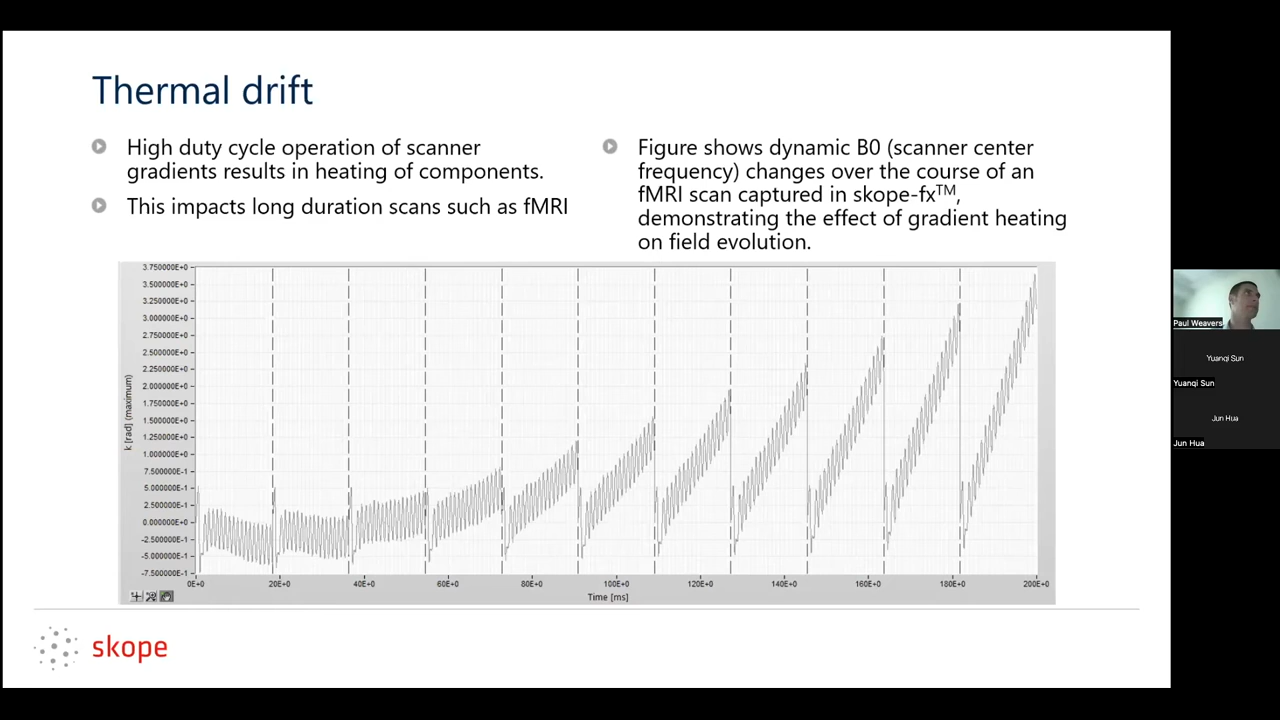 Thermal drift
High duty cycle operation of scanner
gradients results in heating of components.
This impacts long duration scans such as fMRI
Figure shows dynamic B0 (scanner center
frequency) changes over the course of an
fMRI scan captured in skope-fx™,
demonstrating the effect of gradient heating
on field evolution.
k [rad] (maximum)
3.750000E+0
3.500000E+0
3.250000E+0
3.000000E+0
2.750000E+0
2.500000E+0
2.250000E+0
2.000000E+0
1.750000E+0
1.500000E+0
1.250000E+0
1.000000E+0
7.500000E-1
5.000000E-1
2.500000E-1
0.000000E+0
-2.500000E-1
-5.000000E-1
-7.500000E-1
0E+0 20E+0 40E+0 60E+0 80E+0 100E+0 120E+0 140E+0 160E+0 180E+0 200E+0
Time [ms]
skope
Paul Weavers
Yuanqi Sun
Yuanqi Sun
Jun Hua
Jun Hua